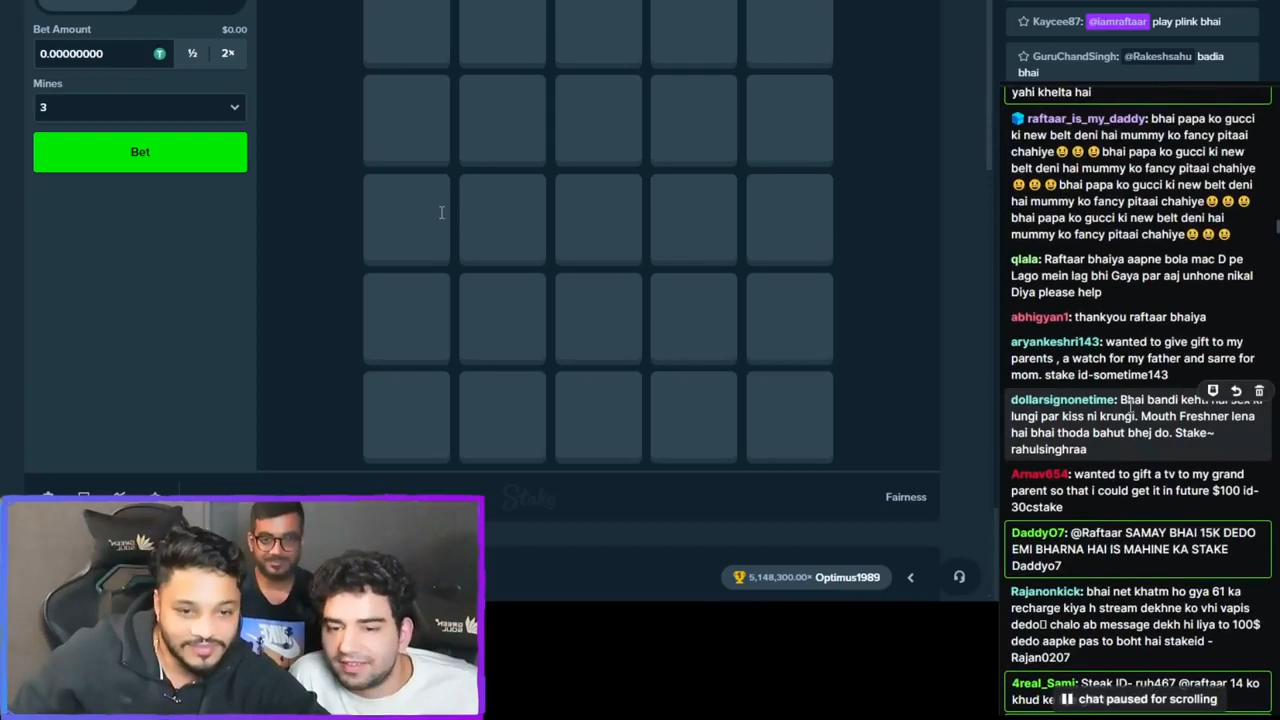 Bet Amount
$0.00
0.00000000
½
2×
Mines
3
Bet
Stake
Fairness
5,148,300.00× Optimus1989
Kaycee87: @iamraftaar play plink bhai
GuruChandSingh: @Rakeshsahu badia
bhai
yahi khelta hai
raftaar_is_my_daddy: bhai papa ko gucci
ki new belt deni hai mummy ko fancy pitaai
chahiye😃😃😃bhai papa ko gucci ki new
belt deni hai mummy ko fancy pitaai chahiye
😃😃😃bhai papa ko gucci ki new belt deni
hai mummy ko fancy pitaai chahiye😃😃😃
bhai papa ko gucci ki new belt deni hai
mummy ko fancy pitaai chahiye😃😃😃
qlala: Raftaar bhaiya aapne bola mac D pe
Lago mein lag bhi Gaya par aaj unhone nikal
Diya please help
abhigyan1: thankyou raftaar bhaiya
aryankeshri143: wanted to give gift to my
parents , a watch for my father and sarre for
mom. stake id-sometime143
dollarsignonetime: Bhai bandi kehti
lungi par kiss ni krungi. Mouth Freshner lena
hai bhai thoda bahut bhej do. Stake~
rahulsinghraa
Arnav654: wanted to gift a tv to my grand
parent so that i could get it in future $100 id-
30cstake
DaddyO7: @Raftaar SAMAY BHAI 15K DEDO
EMI BHARNA HAI IS MAHINE KA STAKE
Daddyo7
Rajanonkick: bhai net khatm ho gya 61 ka
recharge kiya h stream dekhne ko vhi vapis
dedo▯ chalo ab message dekh hi liya to 100$
dedo aapke pas to boht hai stakeid -
Rajan0207
4real_Sami: Steak ID- ruh467 @raftaar 14 ko
khud ke
chat paused for scrolling